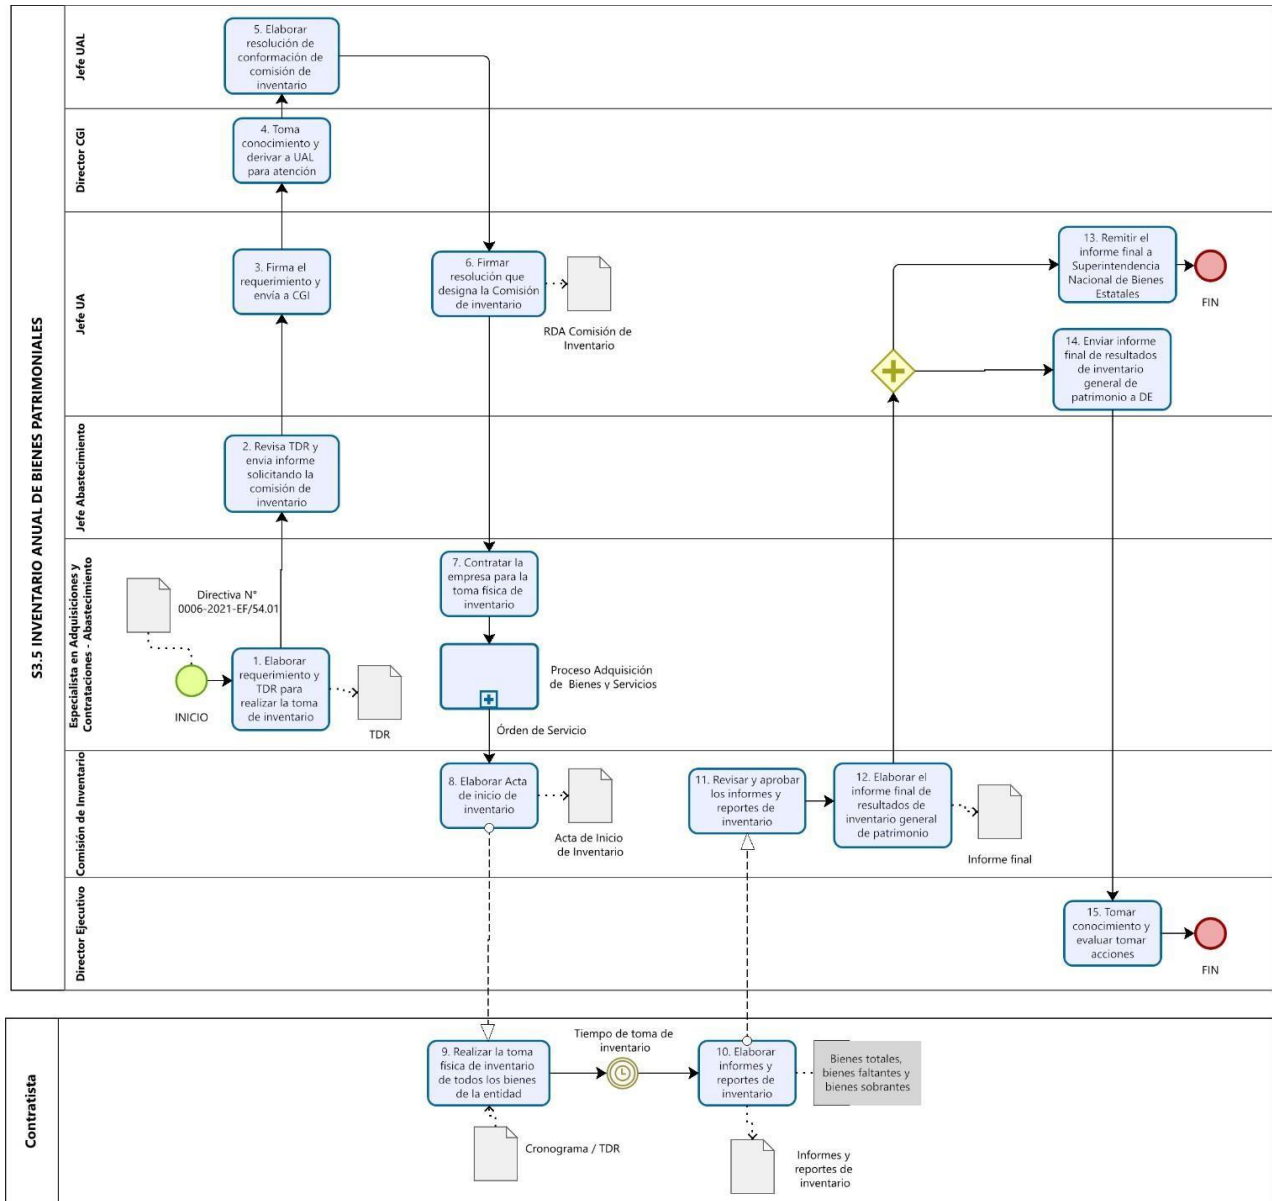 S3.5 INVENTARIO ANUAL DE BIENES PATRIMONIALES
Jefe UAL
5. Elaborar
resolución de
conformación de
comisión de
inventario
Director CGI
4. Toma
conocimiento y
derivar a UAL
para atención
Jefe UA
3. Firma el
requerimiento y
envía a CGI
6. Firmar
resolución que
designa la Comisión
de inventario
RDA Comisión de
Inventario
13. Remitir el
informe final a
Superintendencia
Nacional de Bienes
Estatales
FIN
14. Enviar informe
final de resultados
de inventario
general de
patrimonio a DE
Jefe Abastecimiento
2. Revisa TDR y
envia informe
solicitando la
comisión de
inventario
Especialista en Adquisiciones y
Contrataciones - Abastecimiento
Directiva N°
0006-2021-EF/54.01
INICIO
1. Elaborar
requerimiento y
TDR para
realizar la toma
de inventario
TDR
7. Contratar la
empresa para la
toma física de
inventario
Proceso Adquisición
de Bienes y Servicios
Órden de Servicio
Comisión de Inventario
8. Elaborar Acta
de inicio de
inventario
Acta de Inicio
de Inventario
11. Revisar y aprobar
los informes y
reportes de
inventario
12. Elaborar el
informe final de
resultados de
inventario general
de patrimonio
Informe final
Director Ejecutivo
15. Tomar
conocimiento y
evaluar tomar
acciones
FIN
Contratista
9. Realizar la toma
física de inventario
de todos los bienes
de la entidad
Cronograma / TDR
Tiempo de toma de
inventario
10. Elaborar
informes y
reportes de
inventario
Bienes totales,
bienes faltantes y
bienes sobrantes
Informes y
reportes de
inventario